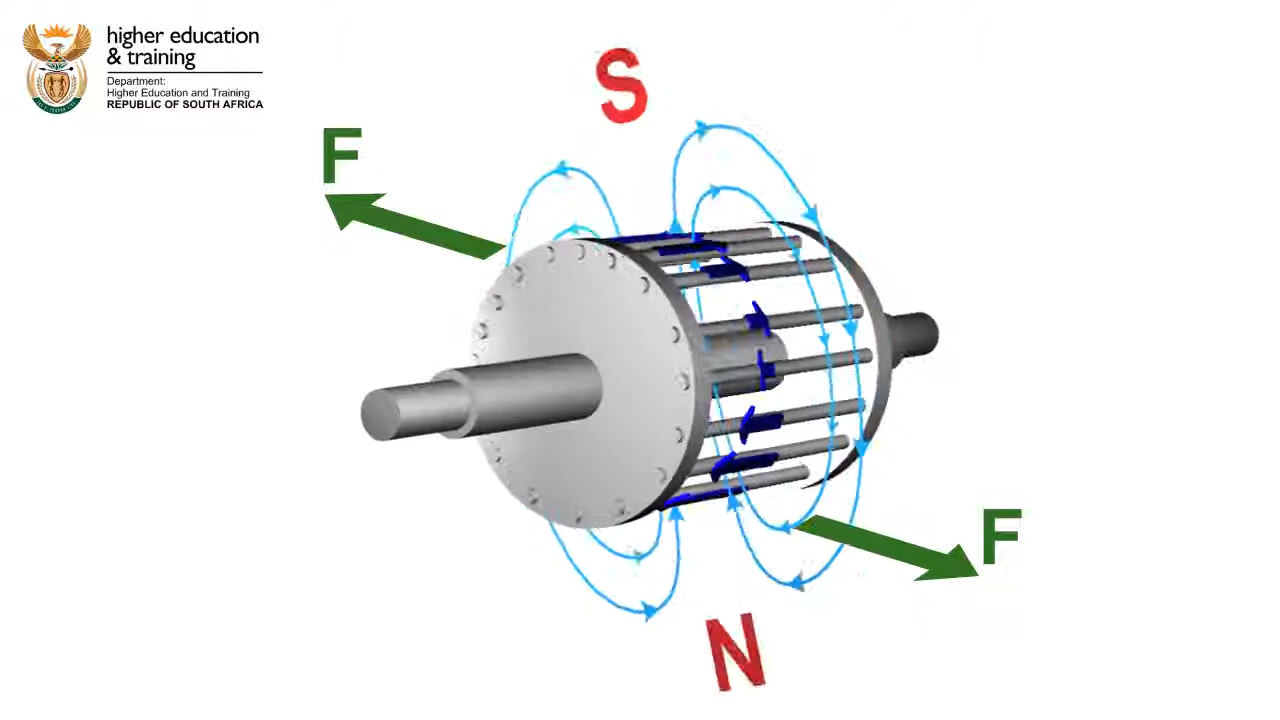 higher education
& training
Department:
Higher Education and Training
REPUBLIC OF SOUTH AFRICA
S
F
F
N